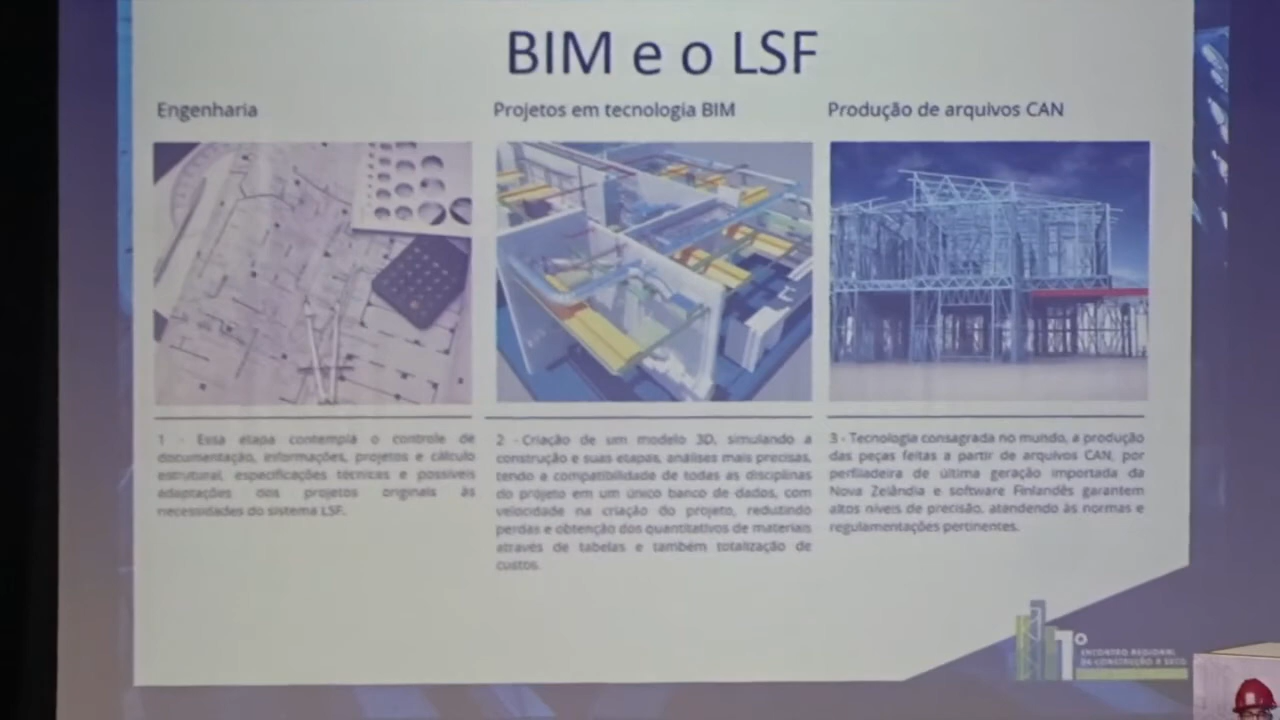 BIM e o LSF
Engenharia
Projetos em tecnologia BIM
Produção de arquivos CAN
1 - Essa etapa contempla o controle de
documentação, informações, projetos e cálculo
estrutural, especificações técnicas e possíveis
adaptações dos projetos originais às
necessidades do sistema LSF.
2 - Criação de um modelo 3D, simulando a
construção e suas etapas, análises mais precisas,
tendo e compatibilidade de todas as disciplinas
do projeto em um único banco de dados, com
velocidade na criação do projeto, reduzindo
perdas e obtenção dos quantitativos de materiais
através de tabelas e também totalização de
custos.
3 - Tecnologia consagrada no mundo, a produção
das peças feitas a partir de arquivos CAN, por
perfiladeira de última geração importada da
Nova Zelândia e software Finlandês garantem
altos níveis de precisão, atendendo às normas e
regulamentações pertinentes.
1º
ENCONTRO REGIONAL
DA CONSTRUÇÃO A SECO